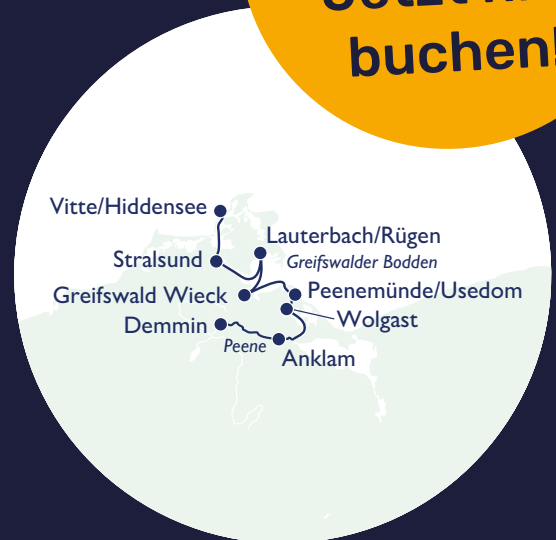 buchen!
Vitte/Hiddensee
Lauterbach/Rügen
Stralsund
Greifswalder Bodden
Greifswald Wieck
Peenemünde/Usedom
Demmin
Wolgast
Peene
Anklam